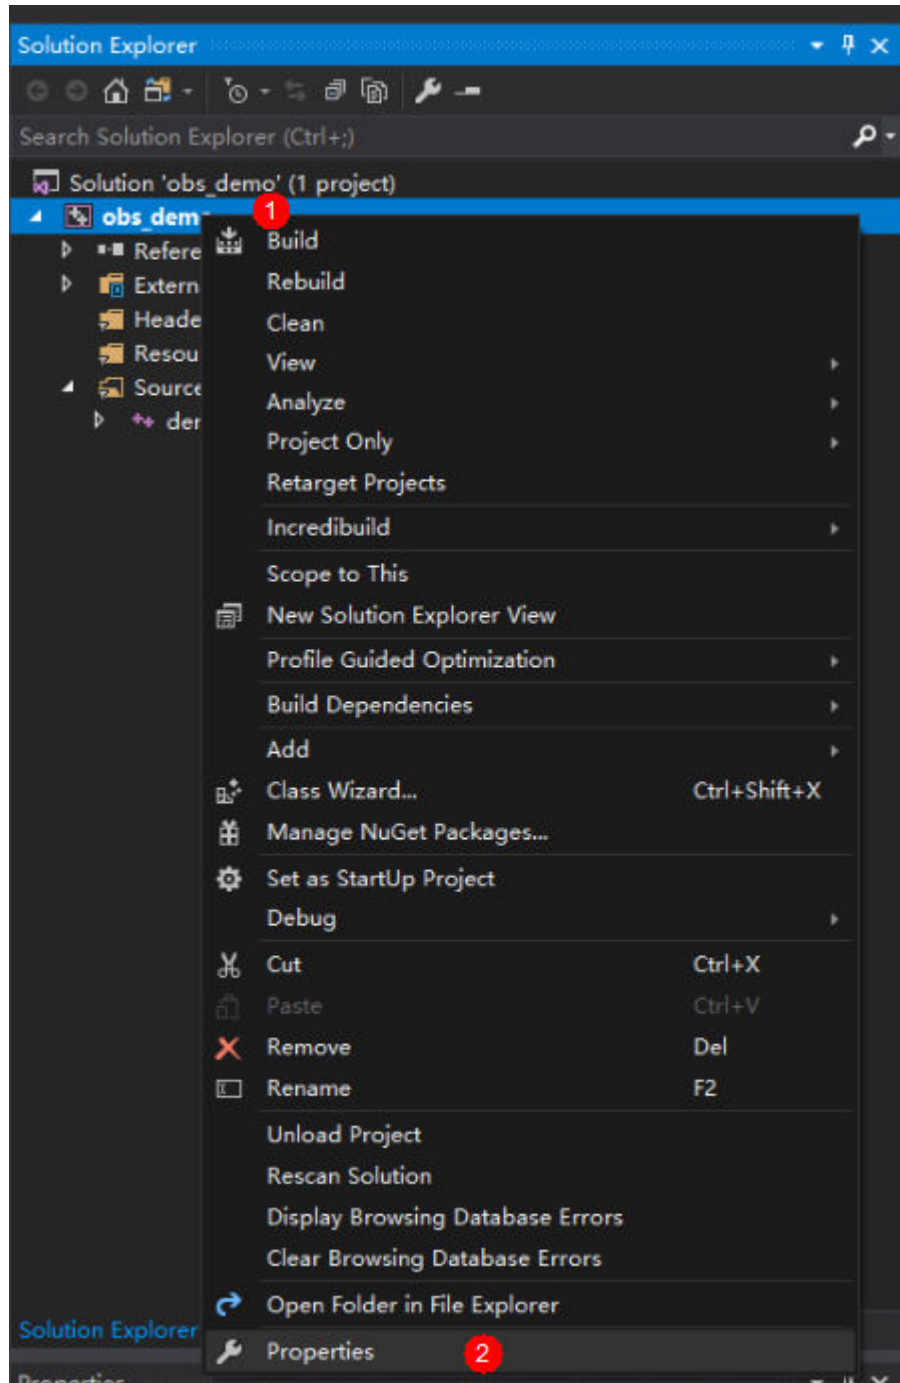 Solution Explorer
Search Solution Explorer (Ctrl+;)
Solution 'obs_demo' (1 project)
1
obs_dem
Refere
Extern
Heade
Resou
Source
der
Build
Rebuild
Clean
View
Analyze
Project Only
Retarget Projects
Incredibuild
Scope to This
New Solution Explorer View
Profile Guided Optimization
Build Dependencies
Add
Class Wizard... Ctrl+Shift+X
Manage NuGet Packages...
Set as StartUp Project
Debug
Cut Ctrl+X
Paste Ctrl+V
Remove Del
Rename F2
Unload Project
Rescan Solution
Display Browsing Database Errors
Clear Browsing Database Errors
Open Folder in File Explorer
Solution Explorer
Properties 2
Properties